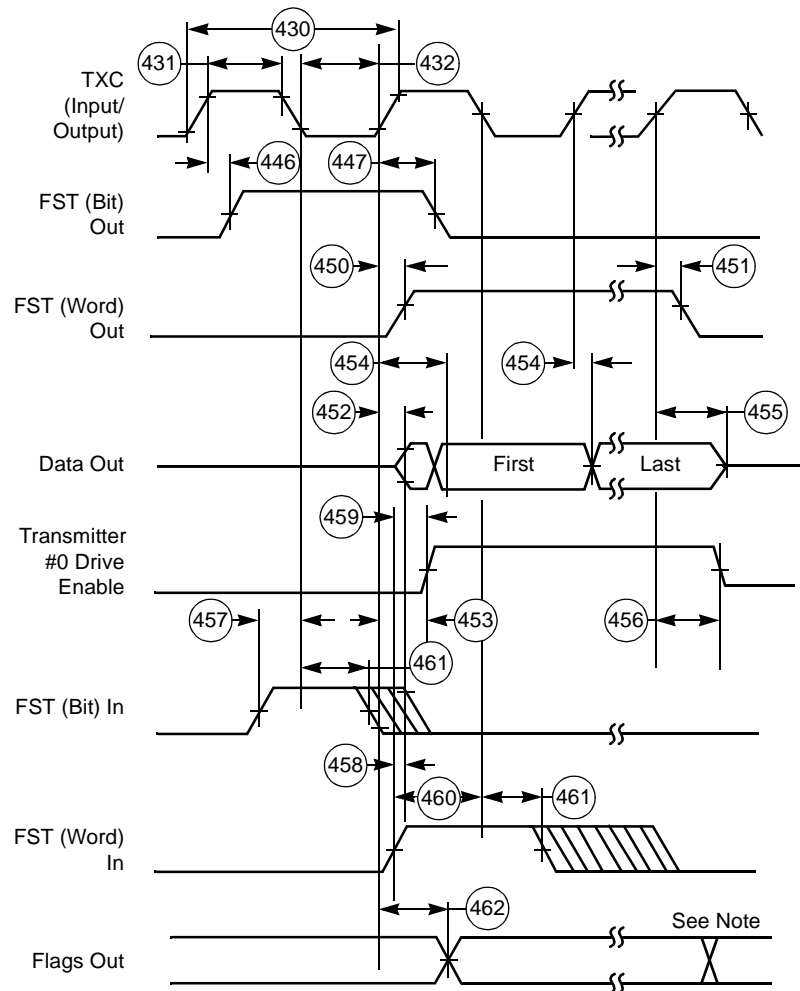 430
431
432
TXC
(Input/
Output)
446
447
FST (Bit)
Out
450
451
FST (Word)
Out
454
454
452
455
Data Out
First
Last
459
Transmitter
#0 Drive
Enable
457
453
456
461
FST (Bit) In
458
460
461
FST (Word)
In
462
See Note
Flags Out